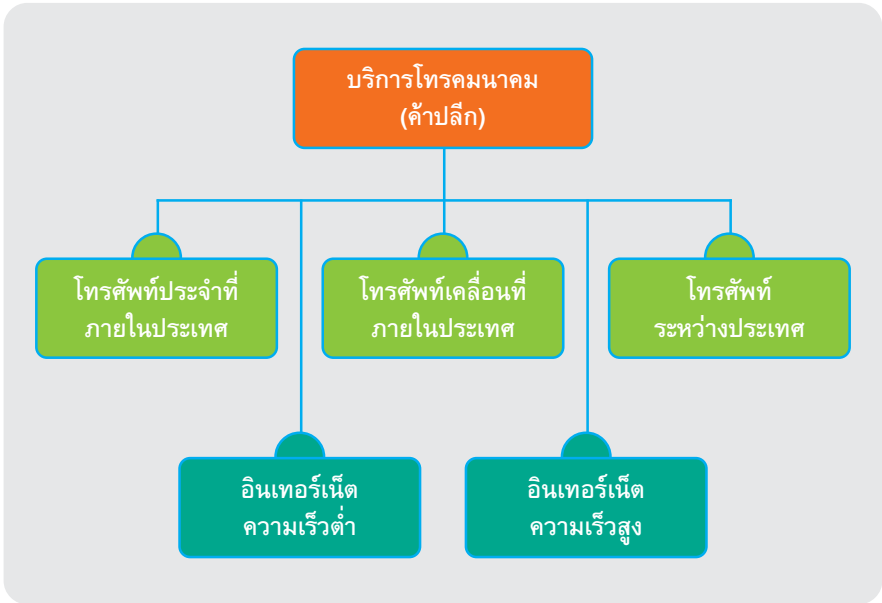 บริการโทรคมนาคม
(ค้าปลีก)
โทรศัพท์ประจำที่
ภายในประเทศ
โทรศัพท์เคลื่อนที่
ภายในประเทศ
โทรศัพท์
ระหว่างประเทศ
อินเทอร์เน็ต
ความเร็วต่ำ
อินเทอร์เน็ต
ความเร็วสูง